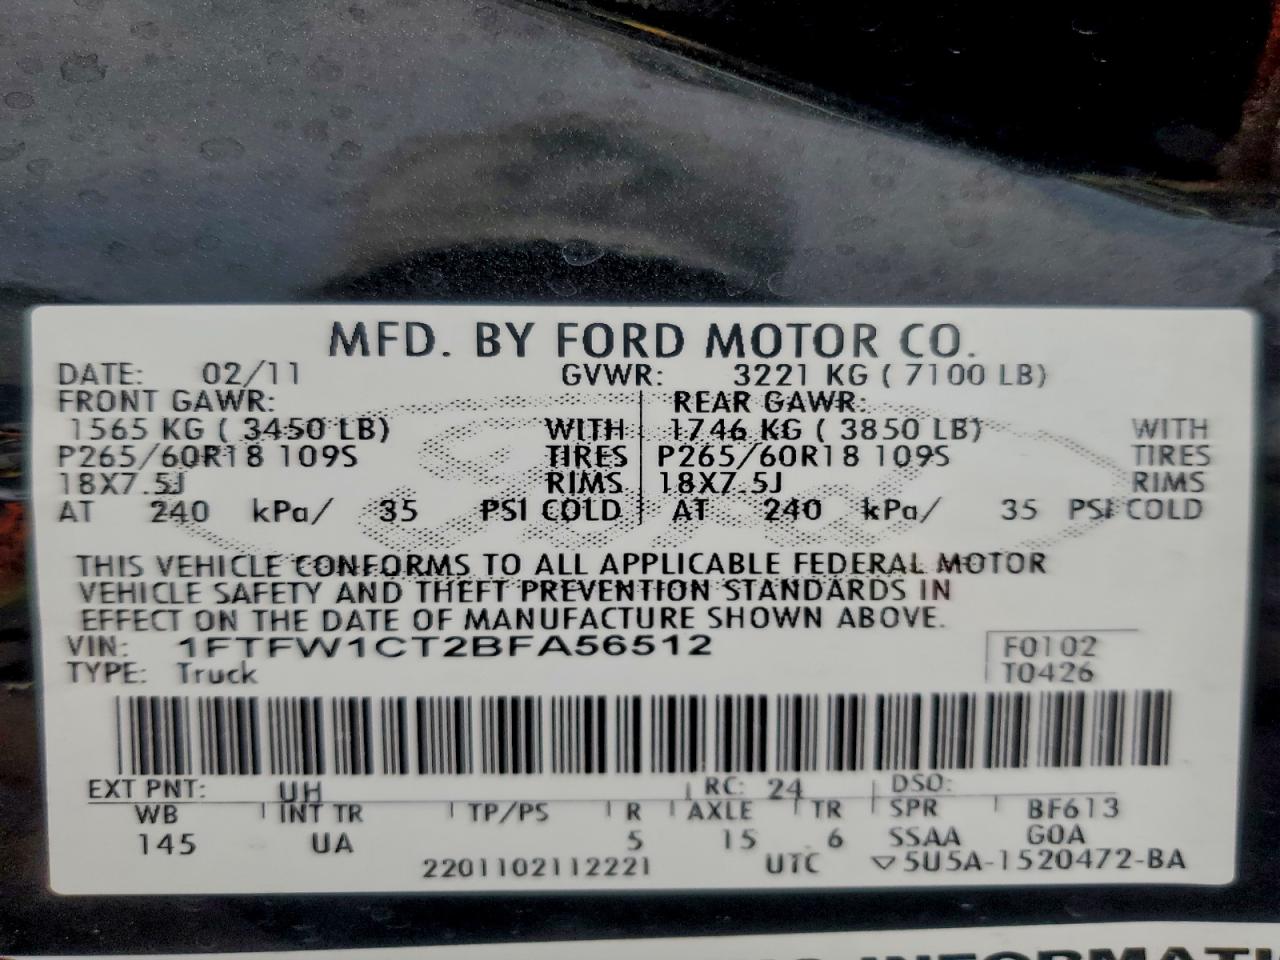 MFD. BY FORD MOTOR CO.
DATE: 02/11 GVWR: 3221 KG ( 7100 LB)
FRONT GAWR: REAR GAWR:
1565 KG ( 3450 LB) WITH 1746 KG ( 3850 LB) WITH
P265/60R18 109S TIRES P265/60R18 109S TIRES
18X7.5J RIMS 18X7.5J RIMS
AT 240 kPa/ 35 PSI COLD AT 240 kPa/ 35 PSI COLD
THIS VEHICLE CONFORMS TO ALL APPLICABLE FEDERAL MOTOR
VEHICLE SAFETY AND THEFT PREVENTION STANDARDS IN
EFFECT ON THE DATE OF MANUFACTURE SHOWN ABOVE.
VIN: 1FTFW1CT2BFA56512 F0102
TYPE: Truck T0426
EXT PNT: UH RC: 24 DSO:
WB INT TR TP/PS R AXLE TR SPR BF613
145 UA 5 15 6 SSAA GOA
2201102112221 UTC ▽5U5A-1520472-BA